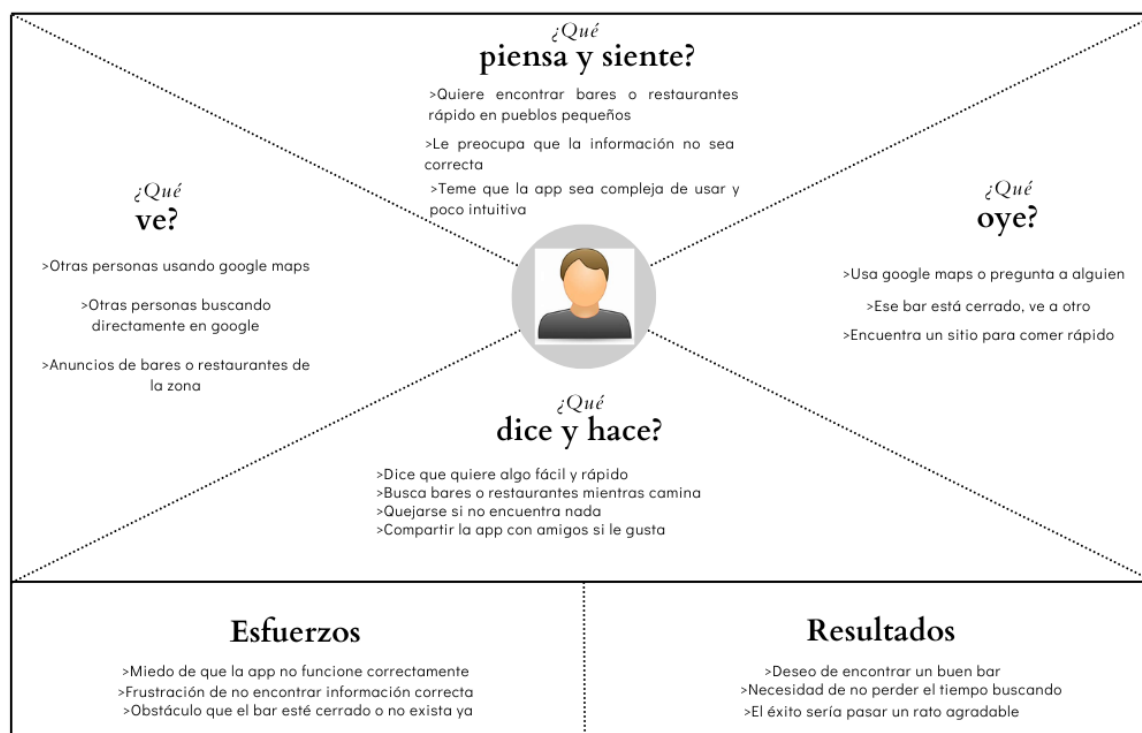 ¿Qué
piensa y siente?
>Quiere encontrar bares o restaurantes
rápido en pueblos pequeños
>Le preocupa que la información no sea
correcta
>Teme que la app sea compleja de usar y
poco intuitiva
¿Qué
ve?
>Otras personas usando google maps
>Otras personas buscando
directamente en google
>Anuncios de bares o restaurantes de
la zona
¿Qué
oye?
>Usa google maps o pregunta a alguien
>Ese bar está cerrado, ve a otro
>Encuentra un sitio para comer rápido
¿Qué
dice y hace?
>Dice que quiere algo fácil y rápido
>Busca bares o restaurantes mientras camina
>Quejarse si no encuentra nada
>Compartir la app con amigos si le gusta
Esfuerzos
>Miedo de que la app no funcione correctamente
>Frustración de no encontrar información correcta
>Obstáculo que el bar esté cerrado o no exista ya
Resultados
>Deseo de encontrar un buen bar
>Necesidad de no perder el tiempo buscando
>El éxito sería pasar un rato agradable